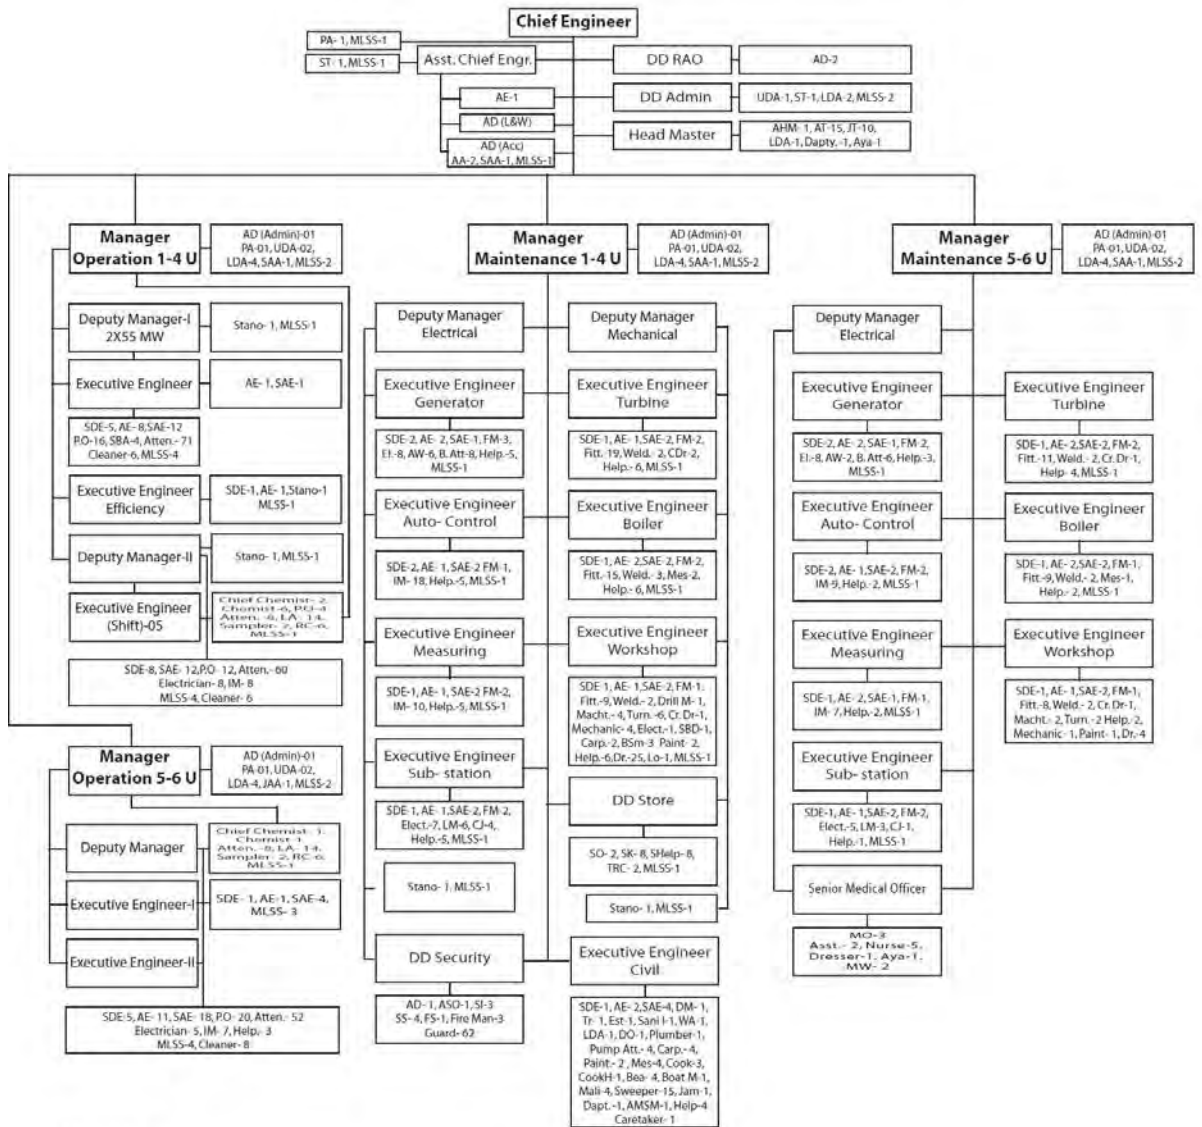 Chief Engineer
PA- 1, MLSS-1
ST- 1, MLSS-1
Asst. Chief Engr.
DD RAO
AD-2
AE-1
DD Admin
UDA-1, ST-1, LDA-2, MLSS-2
AD (L&W)
Head Master
AHM- 1, AT-15, JT-10,
LDA-1, Dapty. -1, Aya-1
AD (Acc)
AA-2, SAA-1, MLSS-1
Manager
Operation 1-4 U
AD (Admin)-01
PA-01, UDA-02,
LDA-4, SAA-1, MLSS-2
Deputy Manager-I
2X55 MW
Stano- 1, MLSS-1
Executive Engineer
AE- 1, SAE-1
SDE-5, AE- 8, SAE-12
P.O-16, SBA-4, Atten.- 71
Cleaner-6, MLSS-4
Executive Engineer
Efficiency
SDE-1, AE- 1,Stano-1
MLSS-1
Deputy Manager-II
Stano- 1, MLSS-1
Executive Engineer
(Shift)-05
Chief Chemist- 2,
Chemist-6, P.O-4
Atten. -8, LA- 14,
Sampler- 2, RC-6,
MLSS-1
SDE-8, SAE- 12,P.O- 12, Atten.- 60
Electrician- 8, IM- 8
MLSS-4, Cleaner- 6
Manager
Operation 5-6 U
AD (Admin)-01
PA-01, UDA-02,
LDA-4, JAA-1, MLSS-2
Deputy Manager
Chief Chemist- 1,
Chemist-4
Atten. -8, LA- 14,
Sampler- 2, RC-6,
MLSS-1
Executive Engineer-I
SDE- 1, AE-1, SAE-4,
MLSS- 3
Executive Engineer-II
SDE-5, AE- 11, SAE- 18, P.O- 20, Atten.- 52
Electrician- 5, IM- 7, Help.- 3
MLSS-4, Cleaner- 8
Manager
Maintenance 1-4 U
AD (Admin)-01
PA-01, UDA-02,
LDA-4, SAA-1, MLSS-2
Deputy Manager
Electrical
Deputy Manager
Mechanical
Executive Engineer
Generator
Executive Engineer
Turbine
SDE-2, AE- 2, SAE-1, FM-3,
El.-8, AW-6, B. Att-8, Help.-5,
MLSS-1
SDE-1, AE- 1,SAE-2, FM-2,
Fitt.- 19, Weld.- 2, CDr-2,
Help.- 6, MLSS-1
Executive Engineer
Auto- Control
Executive Engineer
Boiler
SDE-2, AE- 1, SAE-2 FM-1,
IM- 18, Help.-5, MLSS-1
SDE-1, AE- 2,SAE-2, FM-2,
Fitt.-15, Weld.- 3, Mes-2,
Help.- 6, MLSS-1
Executive Engineer
Measuring
Executive Engineer
Workshop
SDE-1, AE- 1, SAE-2 FM-2,
IM- 10, Help.-5, MLSS-1
SDE-1, AE- 1,SAE-2, FM-1,
Fitt.-9, Weld.- 2, Drill M- 1,
Macht.- 4, Turn. -6, Cr. Dr-1,
Mechanic- 4, Elect.-1, SBD-1,
Carp.-2, BSm-3 Paint- 2,
Help.-6,Dr.-25, Lo-1, MLSS-1
Executive Engineer
Sub- station
SDE-1, AE- 1,SAE-2, FM-2,
Elect.-7, LM-6, CJ-4,
Help.-5, MLSS-1
DD Store
SO- 2, SK- 8, SHelp- 8,
TRC- 2, MLSS-1
Stano- 1, MLSS-1
Stano- 1, MLSS-1
DD Security
Executive Engineer
Civil
AD- 1, ASO-1, SI-3
SS- 4, FS-1, Fire Man-3
Guard- 62
SDE-1, AE- 2,SAE-4, DM- 1,
Tr- 1, Est-1, Sani I-1, WA-1,
LDA-1, DO-1, Plumber-1,
Pump Att.- 4, Carp.-4,
Paint.- 2 , Mes-4, Cook-3,
CookH-1, Bea- 4, Boat M-1,
Mali-4, Sweeper-15, Jam-1,
Dapt. -1, AMSM-1, Help-4
Caretaker- 1
Manager
Maintenance 5-6 U
AD (Admin)-01
PA-01, UDA-02,
LDA-4, SAA-1, MLSS-2
Deputy Manager
Electrical
Executive Engineer
Generator
Executive Engineer
Turbine
SDE-2, AE- 2, SAE-1, FM-2,
El.-8, AW-2, B. Att-6, Help.-3,
MLSS-1
SDE-1, AE- 2,SAE-2, FM-2,
Fitt.-11, Weld.- 2, Cr. Dr-1,
Help- 4, MLSS-1
Executive Engineer
Auto- Control
Executive Engineer
Boiler
SDE-2, AE- 1,SAE-2, FM-2,
IM-9, Help.- 2, MLSS-1
SDE-1, AE- 2,SAE-2, FM-1,
Fitt.-9, Weld.- 2, Mes-1,
Help.- 2, MLSS-1
Executive Engineer
Measuring
Executive Engineer
Workshop
SDE-1, AE- 2, SAE-1, FM-1,
IM- 7, Help.-2, MLSS-1
SDE-1, AE- 1,SAE-2, FM-1,
Fitt.-8, Weld.- 2, Cr. Dr-1,
Macht.- 2, Turn. -2 Help.-2,
Mechanic -1, Paint- 1, Dr.-4
Executive Engineer
Sub- station
SDE-1, AE- 1,SAE-2, FM-2,
Elect.-5, LM-3, CJ-1,
Help.-1, MLSS-1
Senior Medical Officer
MO-3
Asst.- 2, Nurse-5,
Dresser-1, Aya-1,
MW- 2